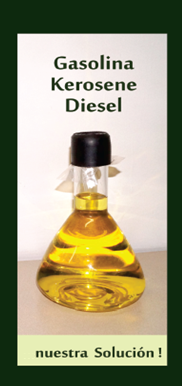 Gasolina
Kerosene
Diesel
nuestra Solución !